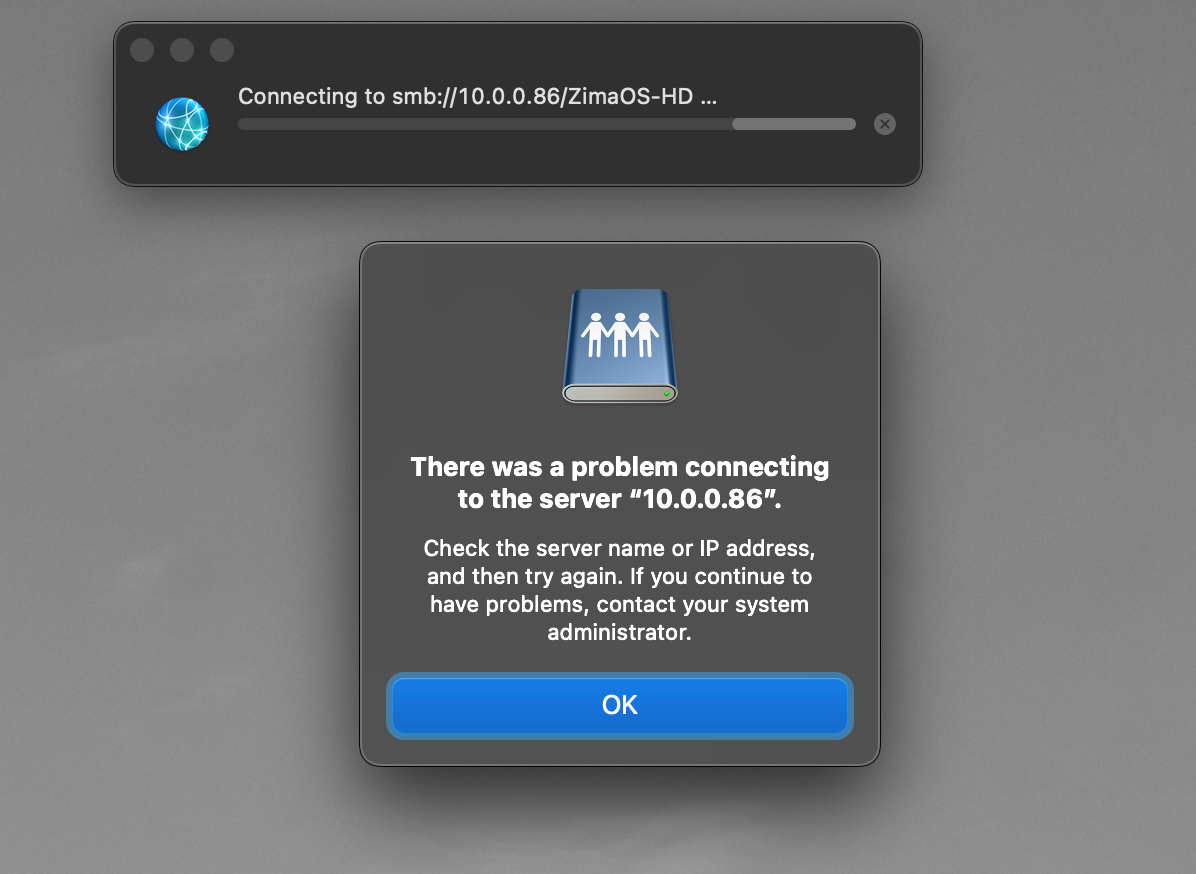 Connecting to smb://10.0.0.86/ZimaOS-HD ...
There was a problem connecting
to the server “10.0.0.86”.
Check the server name or IP address,
and then try again. If you continue to
have problems, contact your system
administrator.
OK